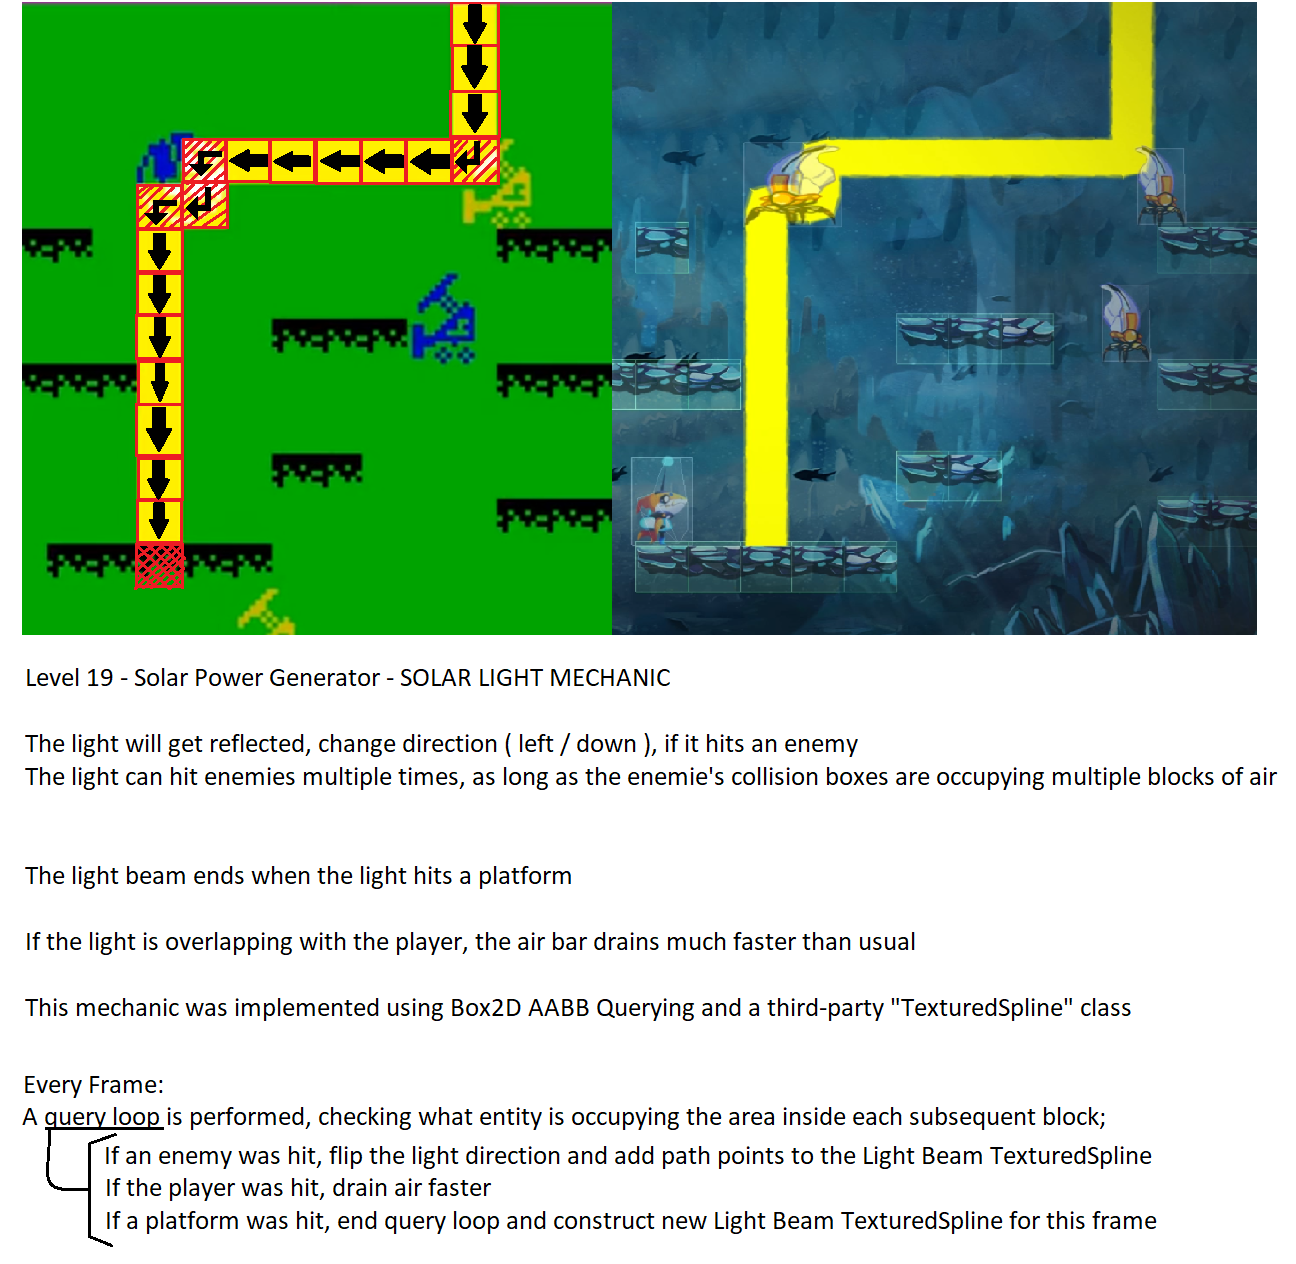 Level 19 - Solar Power Generator - SOLAR LIGHT MECHANIC
The light will get reflected, change direction ( left / down ), if it hits an enemy
The light can hit enemies multiple times, as long as the enemie's collision boxes are occupying multiple blocks of air
The light beam ends when the light hits a platform
If the light is overlapping with the player, the air bar drains much faster than usual
This mechanic was implemented using Box2D AABB Querying and a third-party "TexturedSpline" class
Every Frame:
A query loop is performed, checking what entity is occupying the area inside each subsequent block;
If an enemy was hit, flip the light direction and add path points to the Light Beam TexturedSpline
If the player was hit, drain air faster
If a platform was hit, end query loop and construct new Light Beam TexturedSpline for this frame